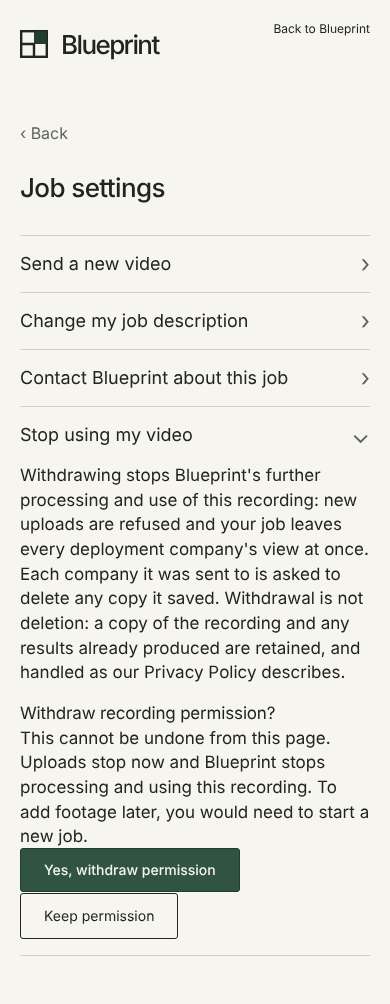 Back to Blueprint
Blueprint
‹ Back
Job settings
Send a new video
Change my job description
Contact Blueprint about this job
Stop using my video
Withdrawing stops Blueprint's further
processing and use of this recording: new
uploads are refused and your job leaves
every deployment company's view at once.
Each company it was sent to is asked to
delete any copy it saved. Withdrawal is not
deletion: a copy of the recording and any
results already produced are retained, and
handled as our Privacy Policy describes.
Withdraw recording permission?
This cannot be undone from this page.
Uploads stop now and Blueprint stops
processing and using this recording. To
add footage later, you would need to start a
new job.
Yes, withdraw permission
Keep permission